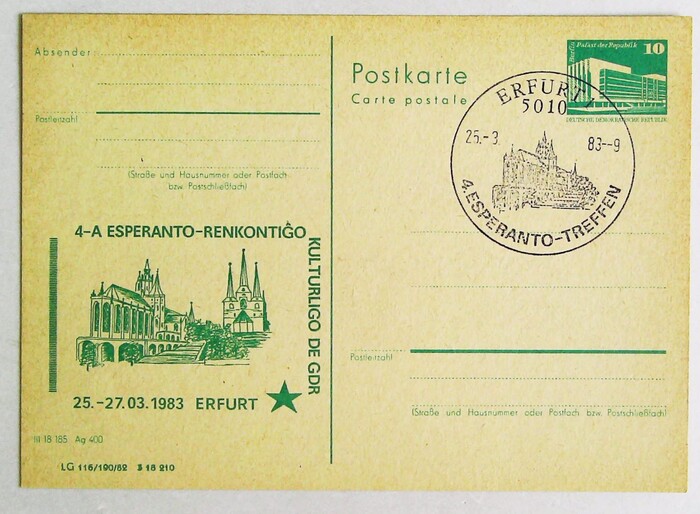 Absender:
Postleitzahl
(Straße und Hausnummer oder Postfach
bzw. Postschließfach)
4-A ESPERANTO-RENKONTIĜO
KULTURLIGO DE GDR
25.-27.03.1983 ERFURT
III 18 185 Ag 400
LG 116/190/82 3 18 210
Postkarte
Carte postale
Berlin Palast der Republik 10
DEUTSCHE DEMOKRATISCHE REPUBLIK
ERFURT 1
5010
25.-3. 83--9
4. ESPERANTO-TREFFEN
Postleitzahl
(Straße und Hausnummer oder Postfach bzw. Postschließfach)